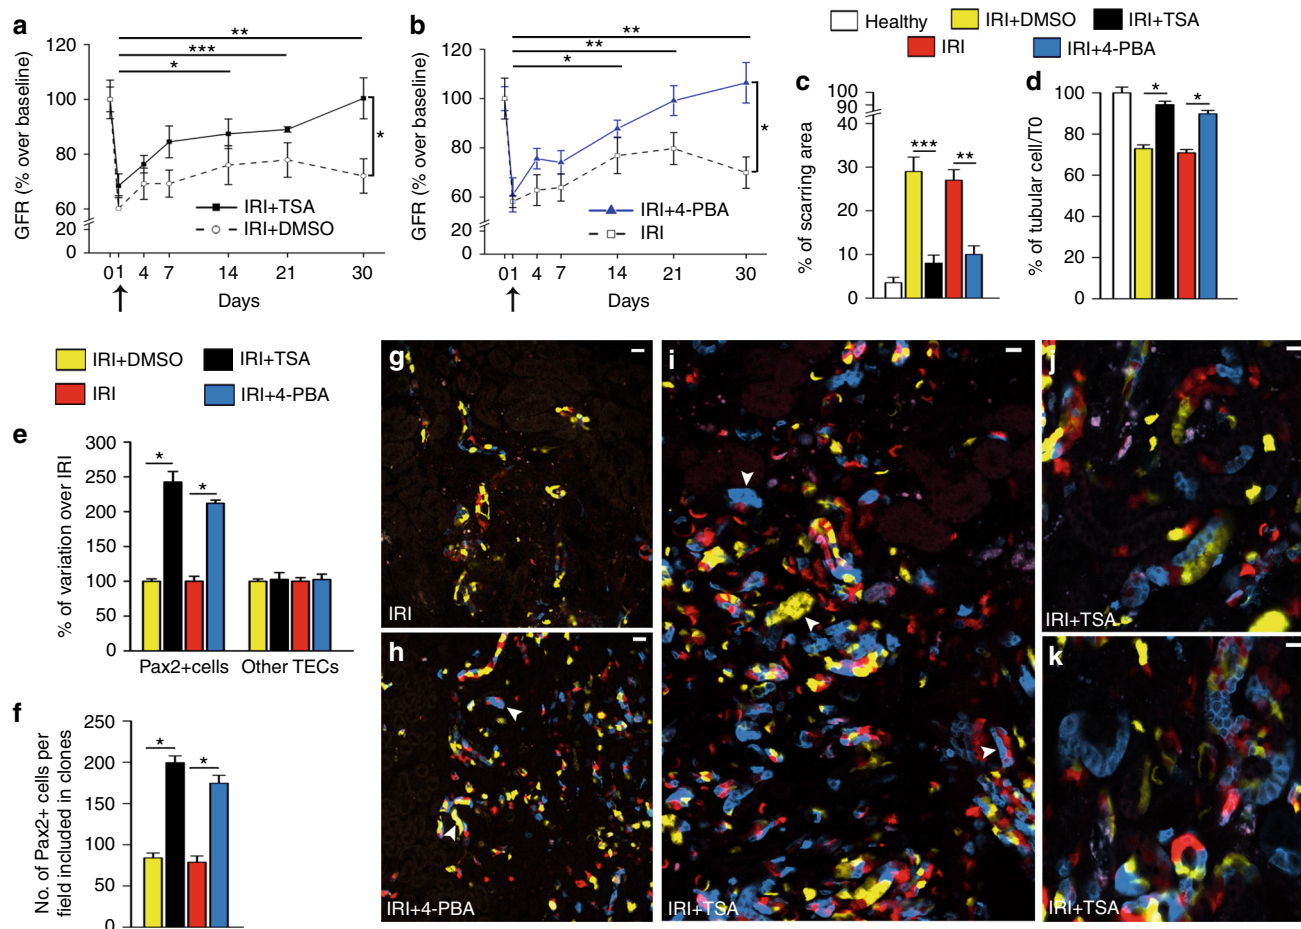 a
**
***
*
120
100
80
60
20
0
GFR (% over baseline)
*
IRI+TSA
IRI+DMSO
0 1 4 7 14 21 30
Days
b
**
**
*
120
100
80
60
20
0
GFR (% over baseline)
*
IRI+4-PBA
IRI
0 1 4 7 14 21 30
Days
Healthy IRI+DMSO IRI+TSA
IRI IRI+4-PBA
c
100
90
40
30
20
10
0
% of scarring area
*** **
d
100
80
60
40
20
0
% of tubular cell/T0
* *
IRI+DMSO IRI+TSA
IRI IRI+4-PBA
e
300
250
200
150
100
50
0
% of variation over IRI
* *
Pax2+cells Other TECs
f
250
200
150
100
50
0
No. of Pax2+ cells per
field included in clones
* *
g
IRI
h
IRI+4-PBA
i
IRI+TSA
j
IRI+TSA
k
IRI+TSA